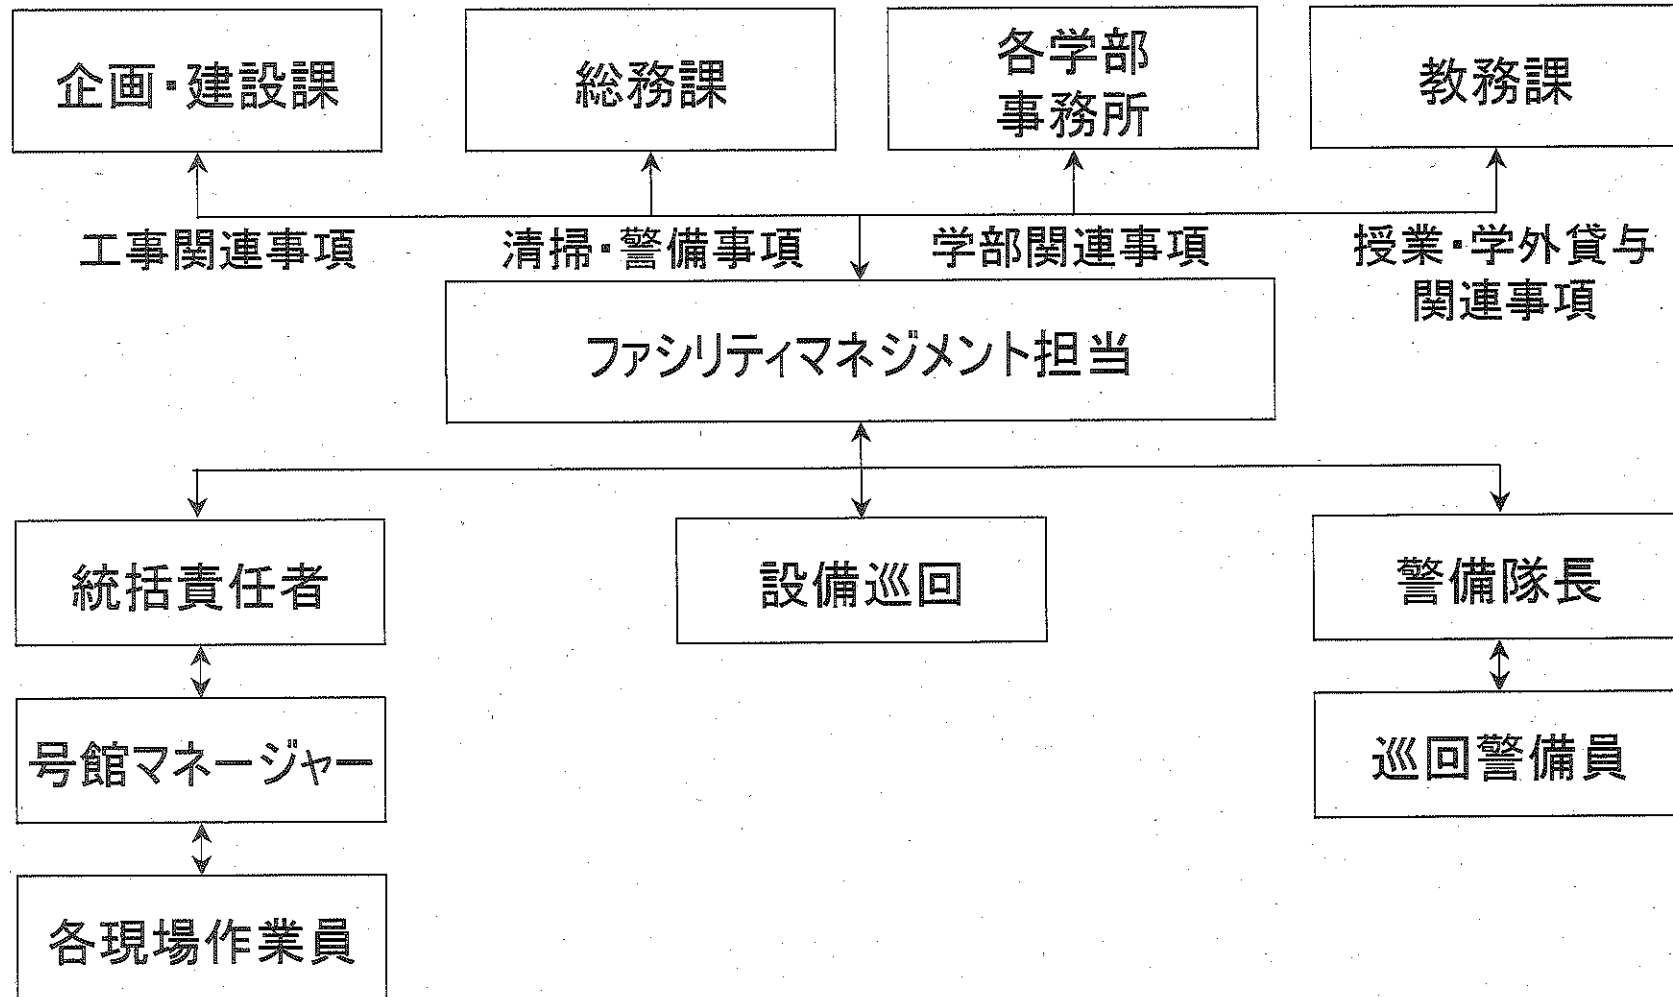 企画・建設課
総務課
各学部
事務所
教務課
工事関連事項
清掃・警備事項
学部関連事項
授業・学外貸与
関連事項
ファシリティマネジメント担当
統括責任者
設備巡回
警備隊長
号館マネージャー
巡回警備員
各現場作業員